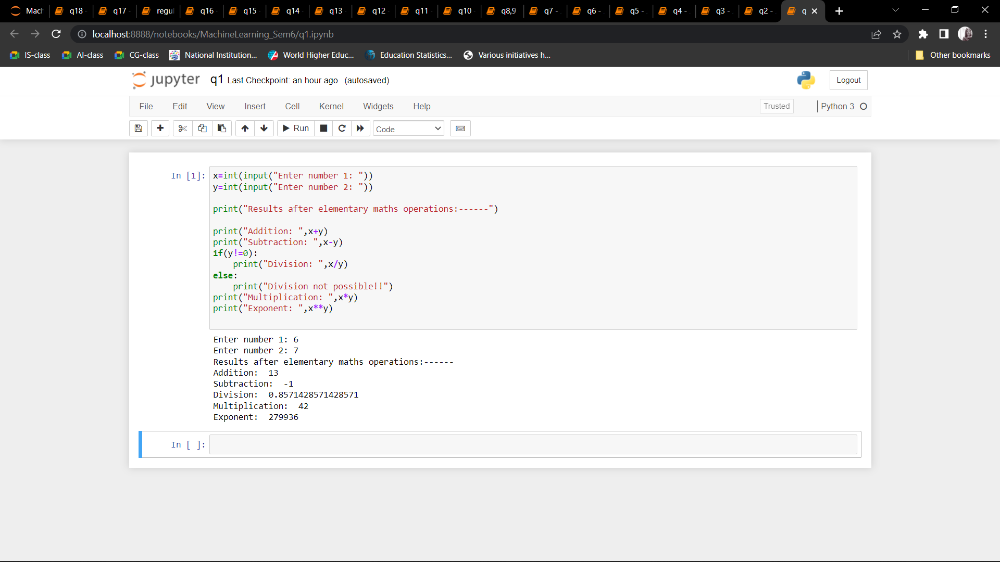 Mach q18 q17 - regul q16 q15 q14 q13 q12 q11 q10 q8,9 q7 - q6 - q5 - q4 - q3 - q2 - q
localhost:8888/notebooks/MachineLearning_Sem6/q1.ipynb
IS-class AI-class CG-class National Institution... World Higher Educ... Education Statistics... Various initiatives h... Other bookmarks
jupyter q1 Last Checkpoint: an hour ago (autosaved) Logout
File Edit View Insert Cell Kernel Widgets Help Trusted Python 3
Run Code
In [1]: x=int(input("Enter number 1: "))
y=int(input("Enter number 2: "))
print("Results after elementary maths operations:------")
print("Addition: ",x+y)
print("Subtraction: ",x-y)
if(y!=0):
    print("Division: ",x/y)
else:
    print("Division not possible!!")
print("Multiplication: ",x*y)
print("Exponent: ",x**y)
Enter number 1: 6
Enter number 2: 7
Results after elementary maths operations:------
Addition:  13
Subtraction:  -1
Division:  0.8571428571428571
Multiplication:  42
Exponent:  279936
In [ ]: